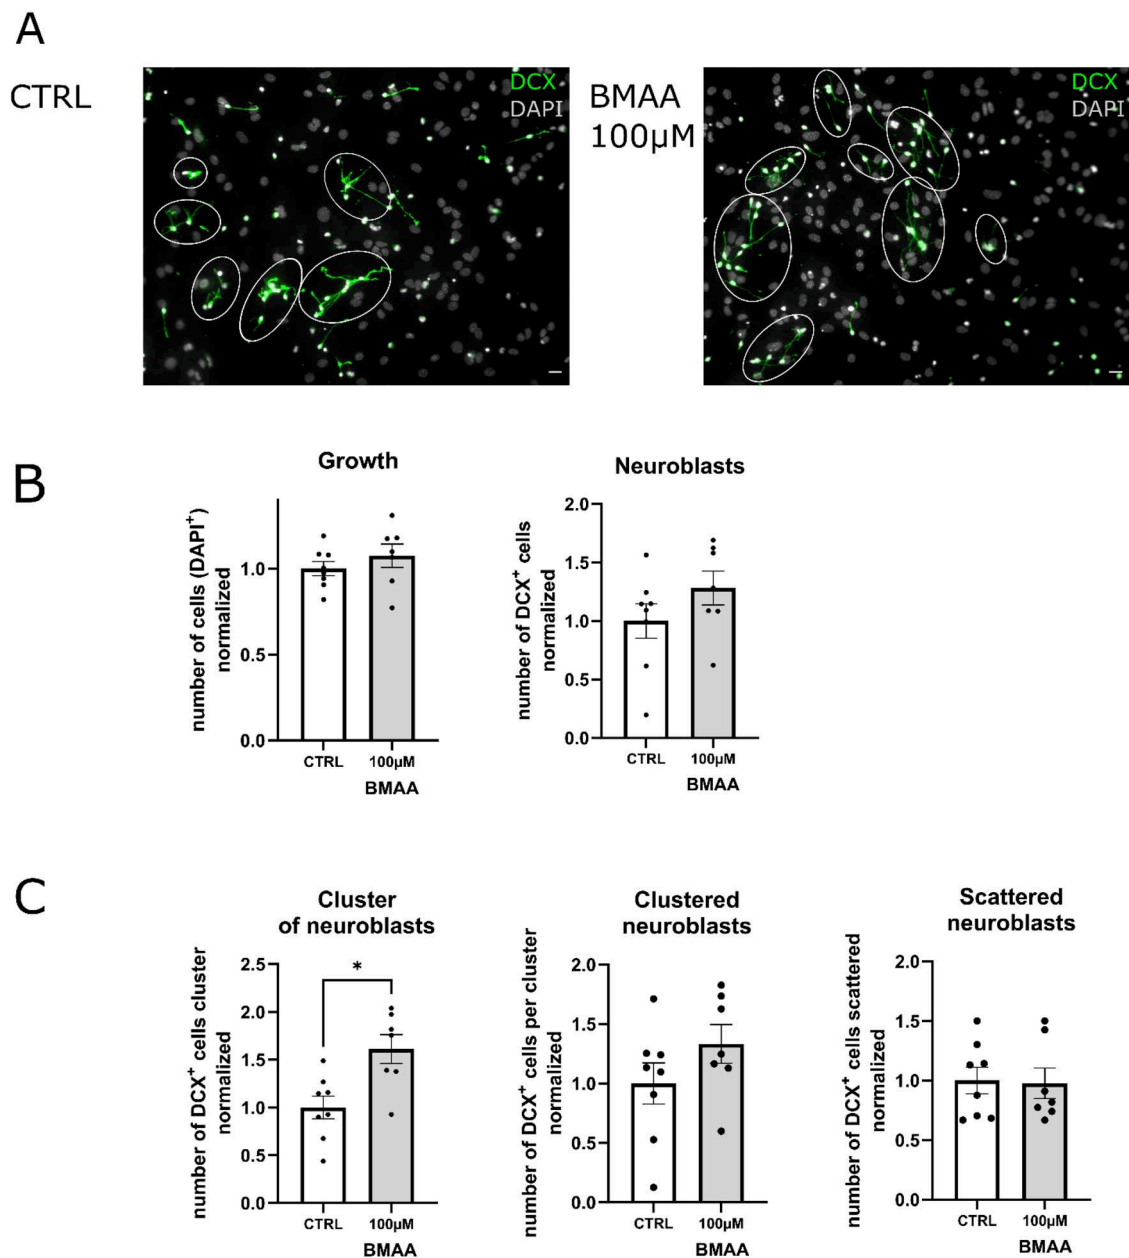 A
CTRL
DCX
DAPI
BMAA
100µM
DCX
DAPI
B
Growth
number of cells (DAPI⁺)
normalized
0.0
0.5
1.0
CTRL
100µM
BMAA
Neuroblasts
number of DCX⁺ cells
normalized
2.0
1.5
1.0
0.5
0.0
CTRL
100µM
BMAA
C
Cluster
of neuroblasts
number of DCX⁺ cells cluster
normalized
2.5
2.0
1.5
1.0
0.5
0.0
*
CTRL
100µM
BMAA
Clustered
neuroblasts
number of DCX⁺ cells per cluster
normalized
2.0
1.5
1.0
0.5
0.0
CTRL
100µM
BMAA
Scattered
neuroblasts
number of DCX⁺ cells scattered
normalized
2.0
1.5
1.0
0.5
0.0
CTRL
100µM
BMAA